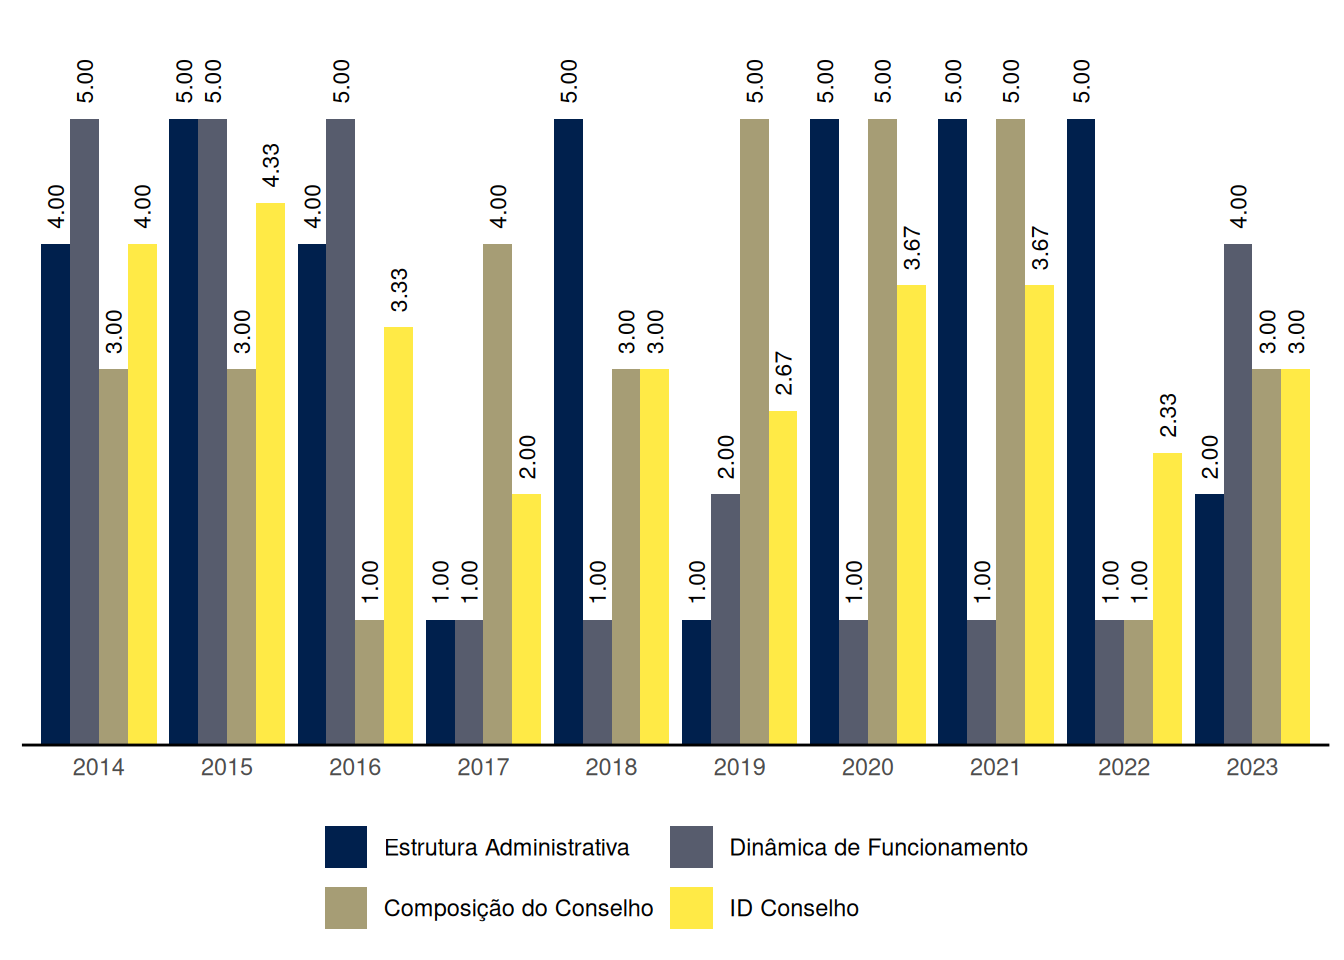 4.00 5.00 3.00 4.00
5.00 5.00 3.00 4.33
4.00 5.00 1.00 3.33
1.00 1.00 4.00 2.00
5.00 1.00 3.00 3.00
1.00 2.00 5.00 2.67
5.00 1.00 5.00 3.67
5.00 1.00 5.00 3.67
5.00 1.00 1.00 2.33
2.00 4.00 3.00 3.00
2014 2015 2016 2017 2018 2019 2020 2021 2022 2023
Estrutura Administrativa Dinâmica de Funcionamento
Composição do Conselho ID Conselho